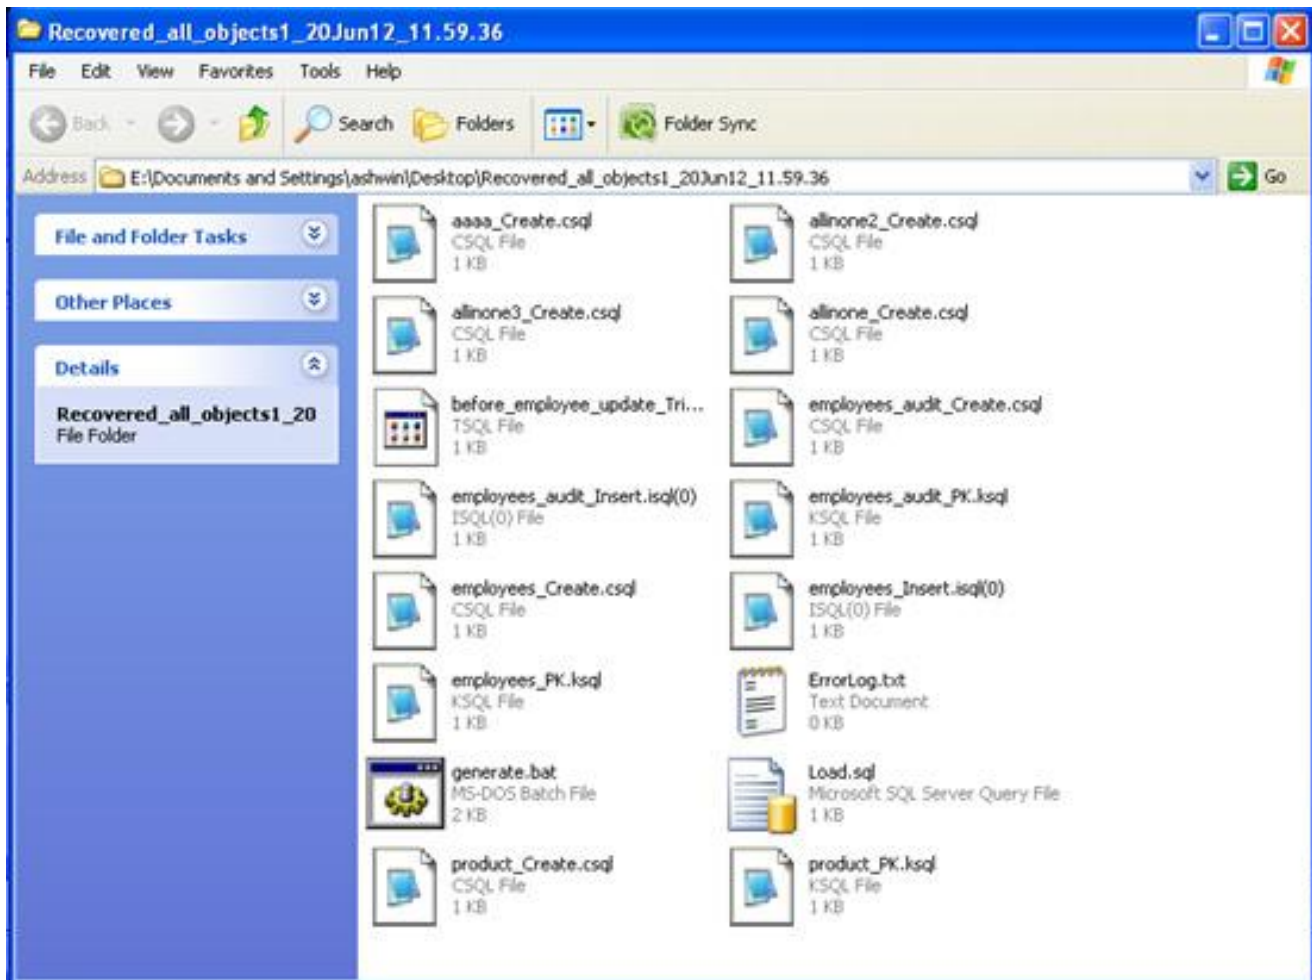 Recovered_all_objects1_20Jun12_11.59.36
File Edit View Favorites Tools Help
Back Search Folders Folder Sync
Address E:\Documents and Settings\ashwin\Desktop\Recovered_all_objects1_20Jun12_11.59.36 Go
File and Folder Tasks
Other Places
Details
Recovered_all_objects1_20
File Folder
aaaa_Create.csql
CSQL File
1 KB
allinone2_Create.csql
CSQL File
1 KB
allinone3_Create.csql
CSQL File
1 KB
allinone_Create.csql
CSQL File
1 KB
before_employee_update_Tri...
TSQL File
1 KB
employees_audit_Create.csql
CSQL File
1 KB
employees_audit_Insert.isql(0)
ISQL(0) File
1 KB
employees_audit_PK.ksql
KSQL File
1 KB
employees_Create.csql
CSQL File
1 KB
employees_Insert.isql(0)
ISQL(0) File
1 KB
employees_PK.ksql
KSQL File
1 KB
ErrorLog.txt
Text Document
0 KB
generate.bat
MS-DOS Batch File
2 KB
Load.sql
Microsoft SQL Server Query File
1 KB
product_Create.csql
CSQL File
1 KB
product_PK.ksql
KSQL File
1 KB